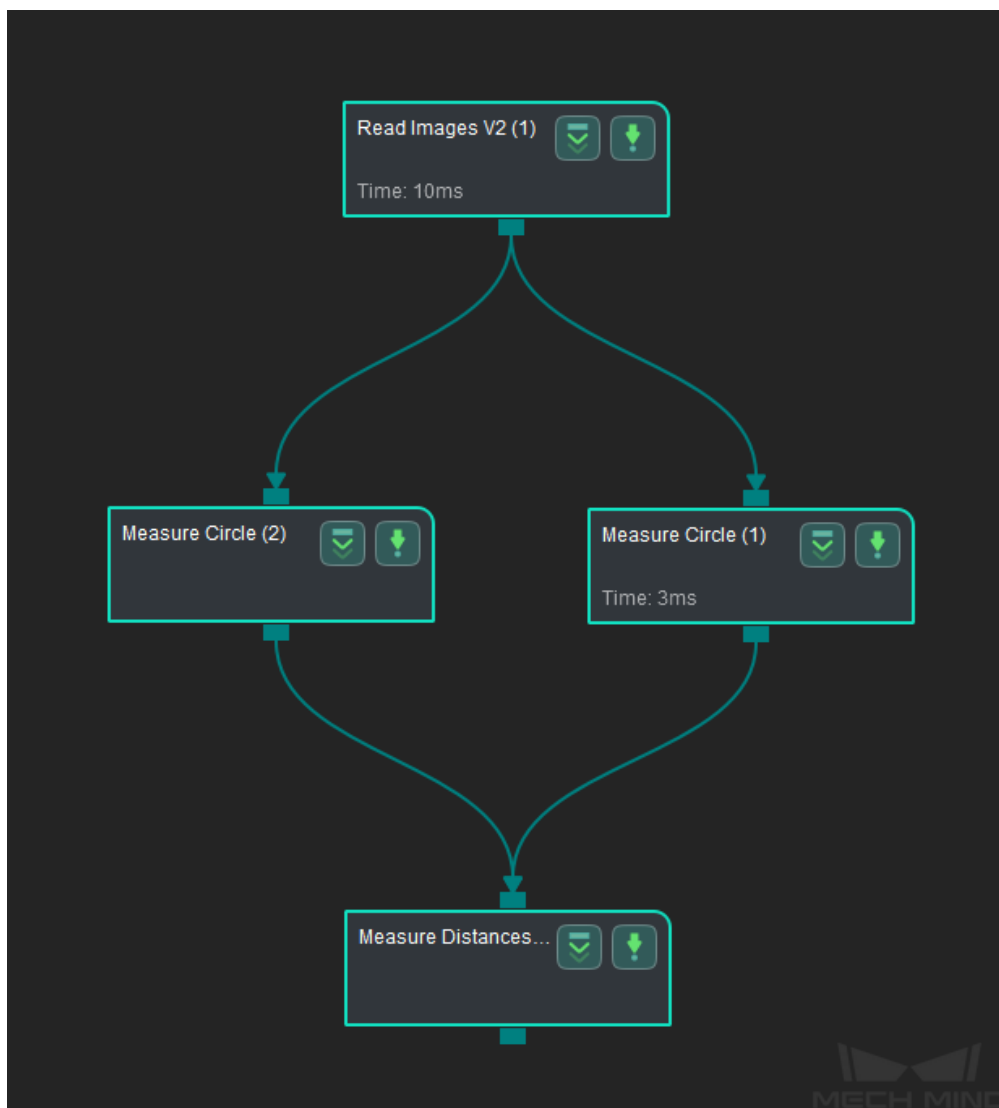 Read Images V2 (1)
Time: 10ms
Measure Circle (2)
Measure Circle (1)
Time: 3ms
Measure Distances...
MECH MIND